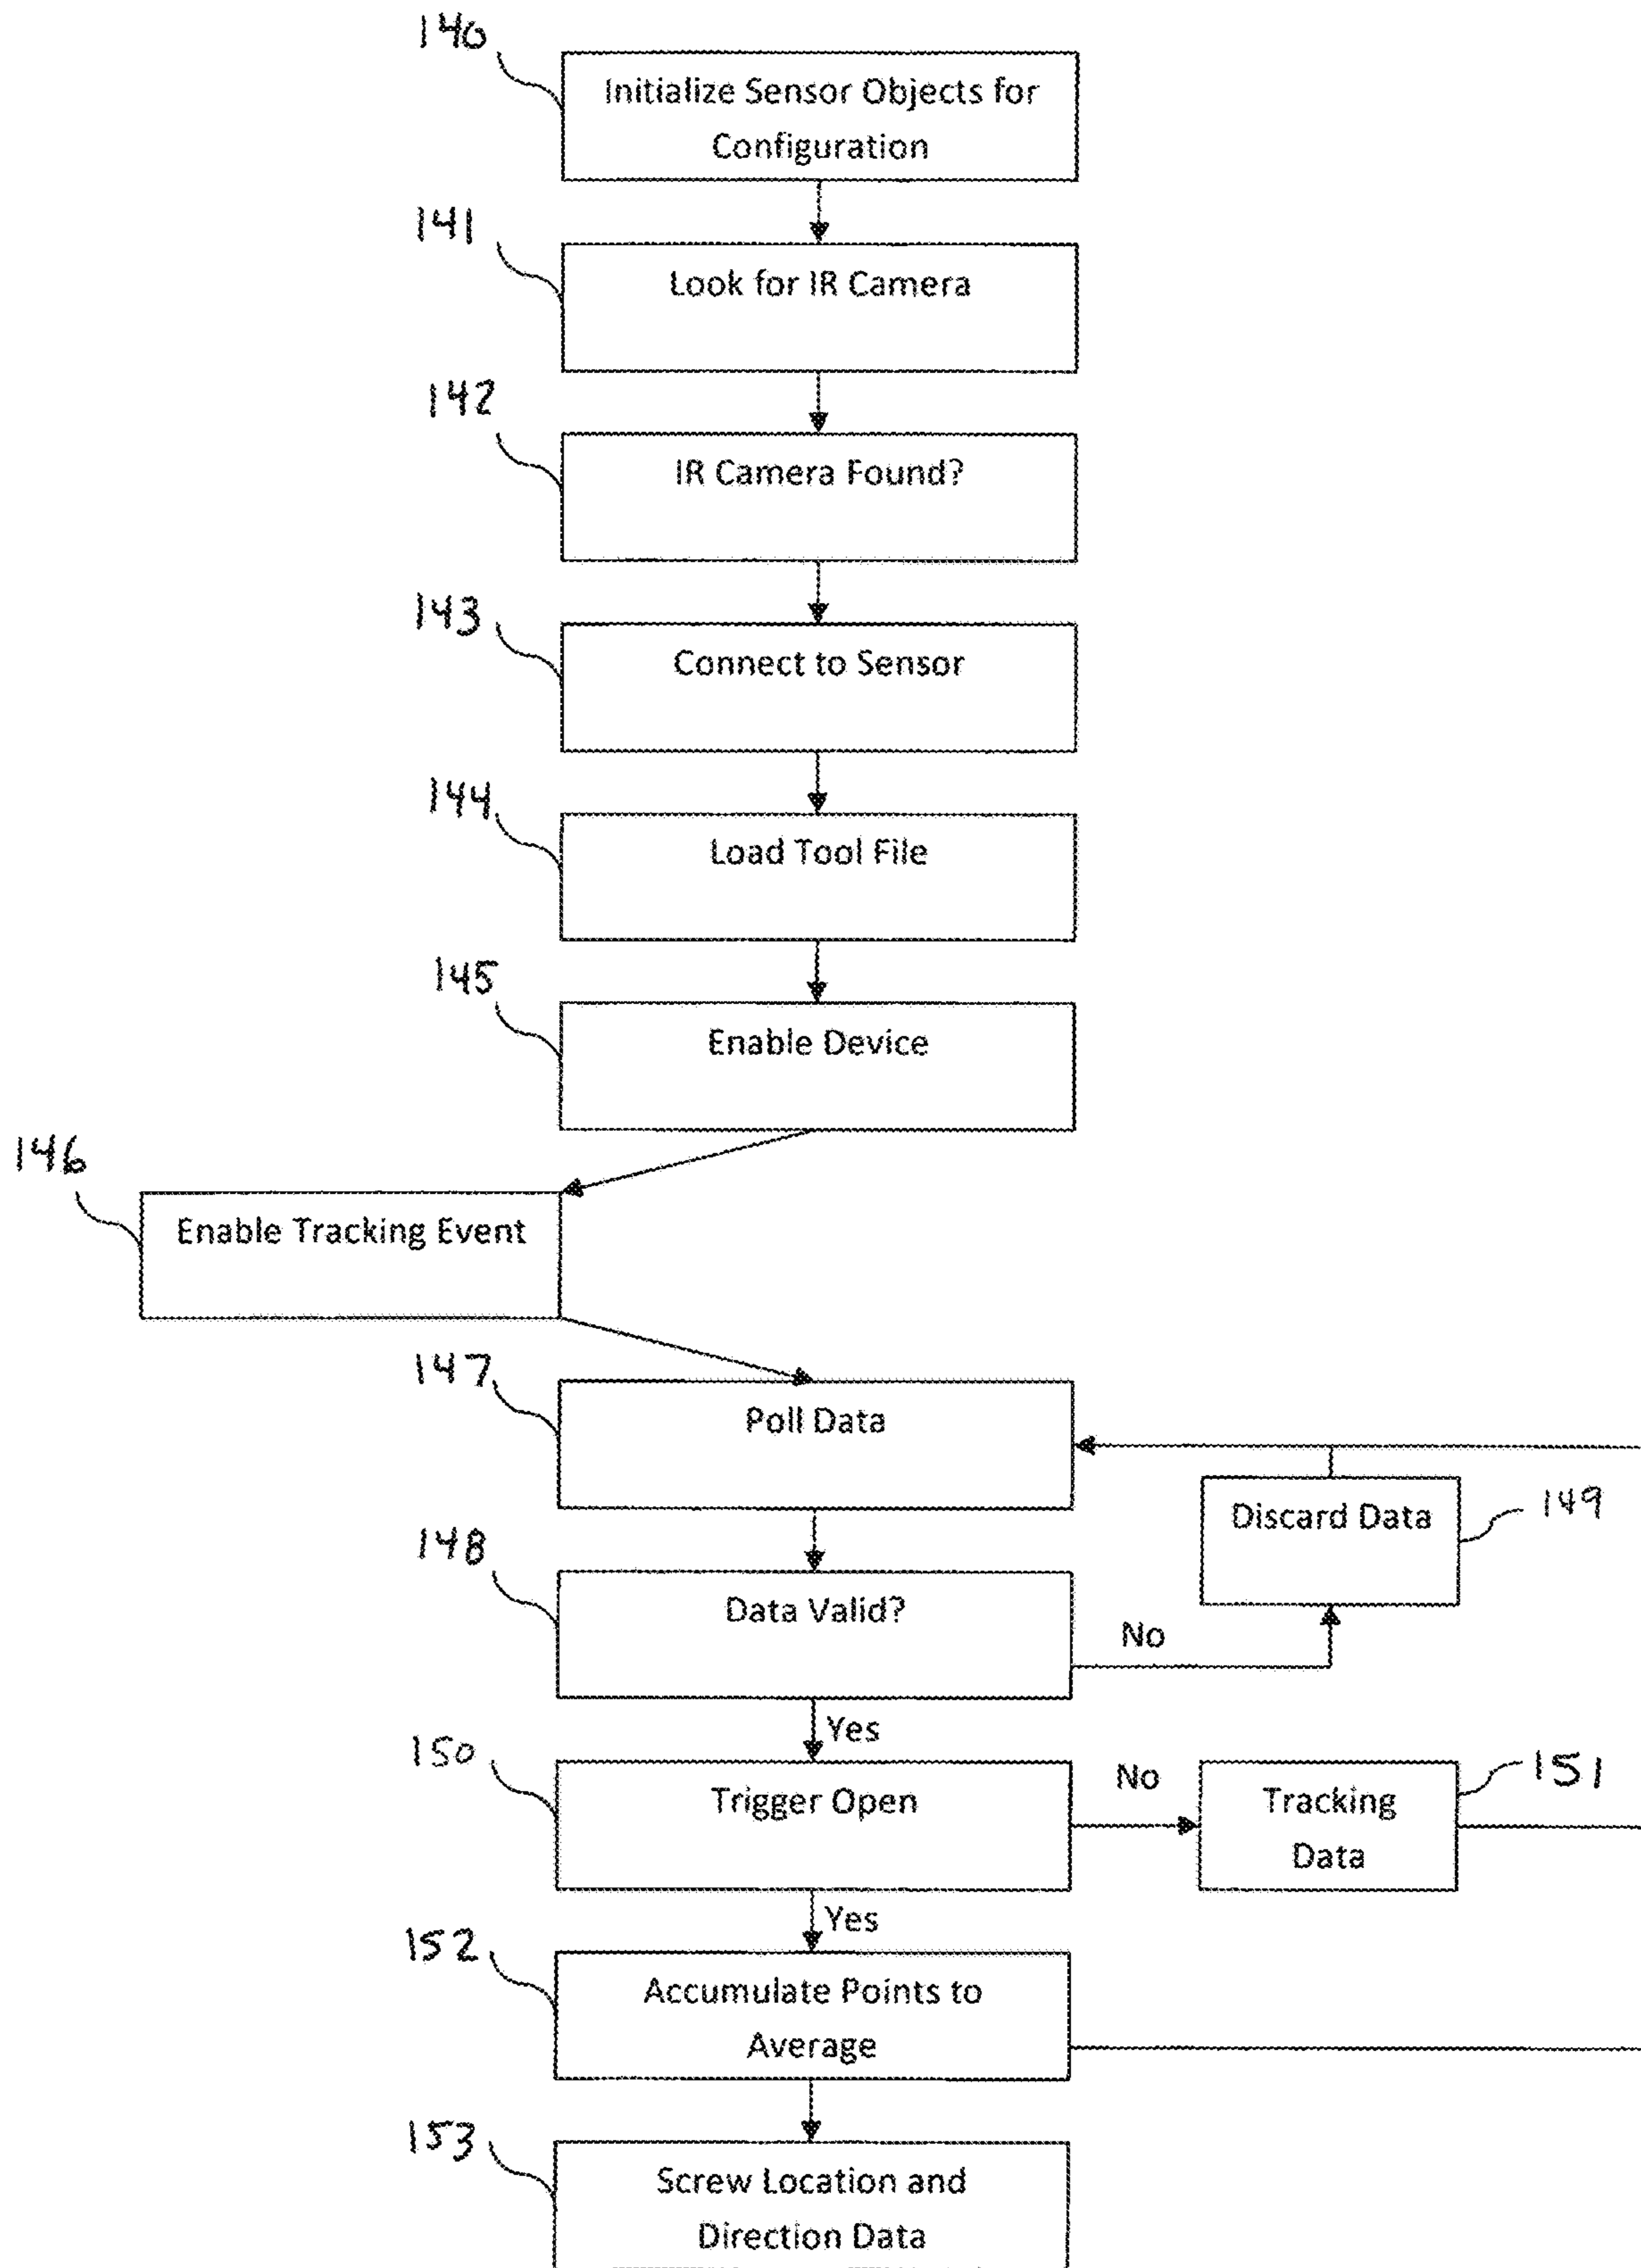 140
Initialize Sensor Objects for
Configuration
141
Look for IR Camera
142
IR Camera Found?
143
Connect to Sensor
144
Load Tool File
145
Enable Device
146
Enable Tracking Event
147
Poll Data
148
Data Valid?
No
Discard Data
149
Yes
150
Trigger Open
No
Tracking
Data
151
Yes
152
Accumulate Points to
Average
153
Screw Location and
Direction Data